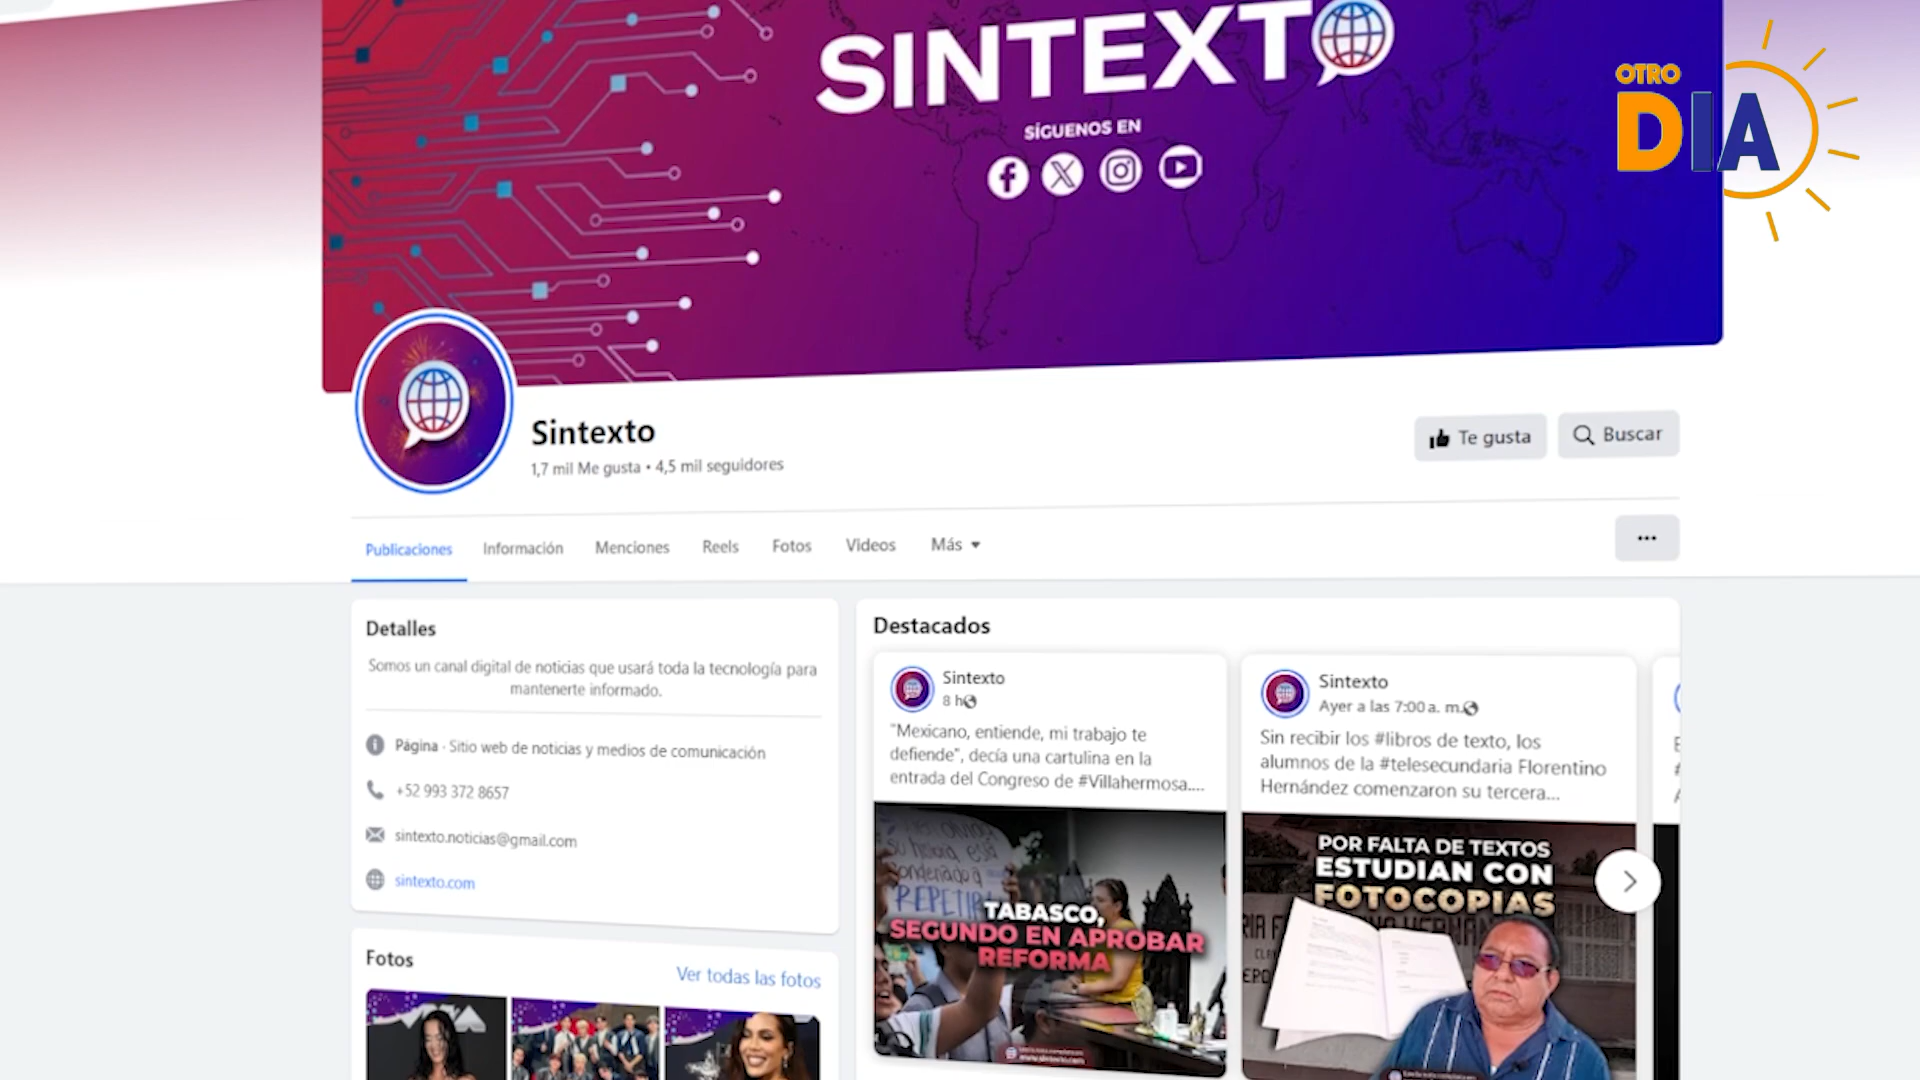 SINTEXTO
SÍGUENOS EN
OTRO
DIA
Sintexto
1,7 mil Me gusta • 4,5 mil seguidores
Te gusta
Buscar
Publicaciones
Información
Menciones
Reels
Fotos
Videos
Más
Detalles
Somos un canal digital de noticias que usará toda la tecnología para
mantenerte informado.
Página · Sitio web de noticias y medios de comunicación
+52 993 372 8657
sintexto.noticias@gmail.com
sintexto.com
Fotos
Ver todas las fotos
Destacados
Sintexto
8 h
"Mexicano, entiende, mi trabajo te
defiende", decía una cartulina en la
entrada del Congreso de #Villahermosa....
REPETIR
TABASCO,
SEGUNDO EN APROBAR
REFORMA
www.sintexto.com
Sintexto
Ayer a las 7:00 a. m.
Sin recibir los #libros de texto, los
alumnos de la #telesecundaria Florentino
Hernández comenzaron su tercera...
POR FALTA DE TEXTOS
ESTUDIAN CON
FOTOCOPIAS